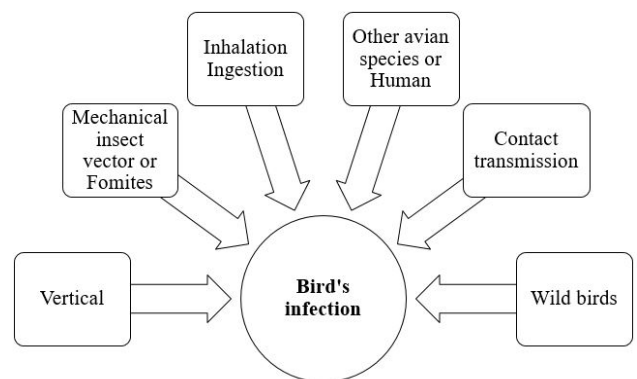 Inhalation
Ingestion
Other avian
species or
Human
Mechanical
insect
vector or
Fomites
Contact
transmission
Vertical
Bird's
infection
Wild birds